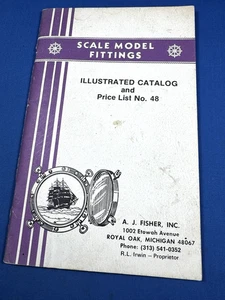 SCALE MODEL
FITTINGS
ILLUSTRATED CATALOG
and
Price List No. 48
A. J. FISHER, INC.
1002 Etowah Avenue
ROYAL OAK, MICHIGAN 48067
Phone: (313) 541-0352
R.L. Irwin – Proprietor